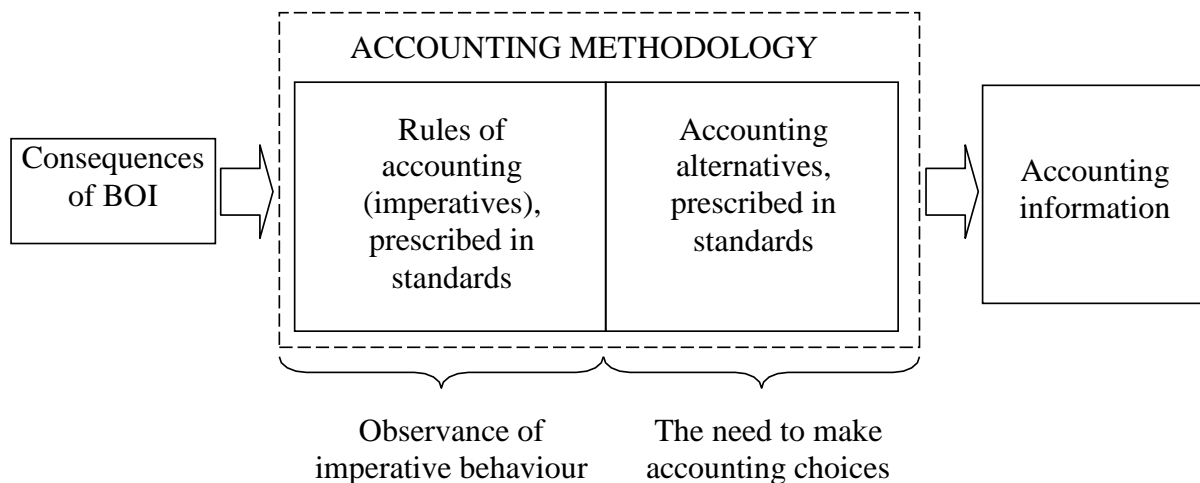 ACCOUNTING METHODOLOGY
Consequences
of BOI
Rules of
accounting
(imperatives),
prescribed in
standards
Accounting
alternatives,
prescribed in
standards
Accounting
information
Observance of
imperative behaviour
The need to make
accounting choices